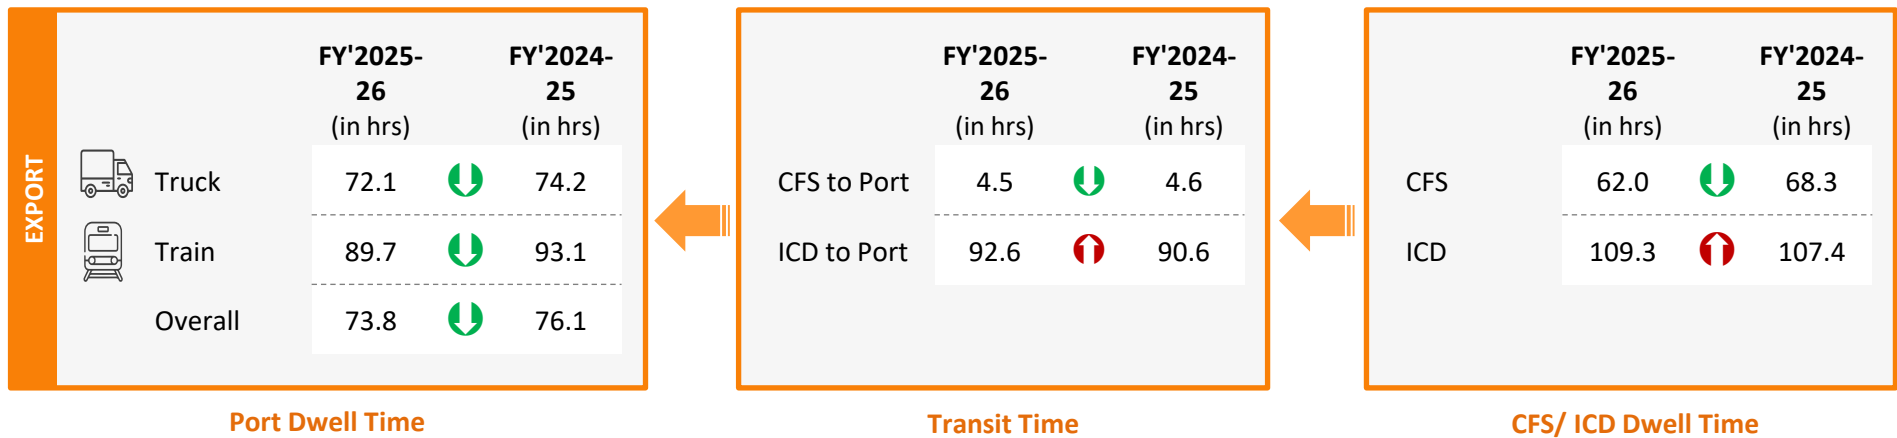 EXPORT
FY'2025-
26
(in hrs)
FY'2024-
25
(in hrs)
Truck 72.1 74.2
Train 89.7 93.1
Overall 73.8 76.1
Port Dwell Time
FY'2025-
26
(in hrs)
FY'2024-
25
(in hrs)
CFS to Port 4.5 4.6
ICD to Port 92.6 90.6
Transit Time
FY'2025-
26
(in hrs)
FY'2024-
25
(in hrs)
CFS 62.0 68.3
ICD 109.3 107.4
CFS/ ICD Dwell Time